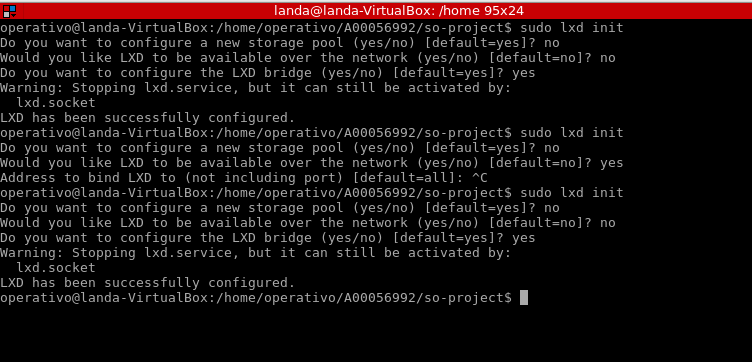 landa@landa-VirtualBox: /home 95x24
operativo@landa-VirtualBox:/home/operativo/A00056992/so-project$ sudo lxd init
Do you want to configure a new storage pool (yes/no) [default=yes]? no
Would you like LXD to be available over the network (yes/no) [default=no]? no
Do you want to configure the LXD bridge (yes/no) [default=yes]? yes
Warning: Stopping lxd.service, but it can still be activated by:
  lxd.socket
LXD has been successfully configured.
operativo@landa-VirtualBox:/home/operativo/A00056992/so-project$ sudo lxd init
Do you want to configure a new storage pool (yes/no) [default=yes]? no
Would you like LXD to be available over the network (yes/no) [default=no]? yes
Address to bind LXD to (not including port) [default=all]: ^C
operativo@landa-VirtualBox:/home/operativo/A00056992/so-project$ sudo lxd init
Do you want to configure a new storage pool (yes/no) [default=yes]? no
Would you like LXD to be available over the network (yes/no) [default=no]? no
Do you want to configure the LXD bridge (yes/no) [default=yes]? yes
Warning: Stopping lxd.service, but it can still be activated by:
  lxd.socket
LXD has been successfully configured.
operativo@landa-VirtualBox:/home/operativo/A00056992/so-project$